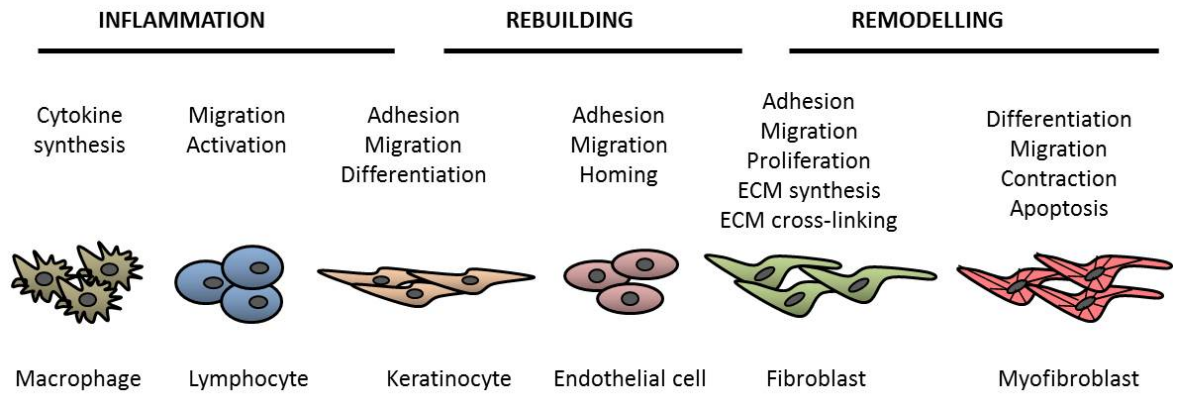 INFLAMMATION
REBUILDING
REMODELLING
Cytokine
synthesis
Migration
Activation
Adhesion
Migration
Differentiation
Adhesion
Migration
Homing
Adhesion
Migration
Proliferation
ECM synthesis
ECM cross-linking
Differentiation
Migration
Contraction
Apoptosis
Macrophage
Lymphocyte
Keratinocyte
Endothelial cell
Fibroblast
Myofibroblast